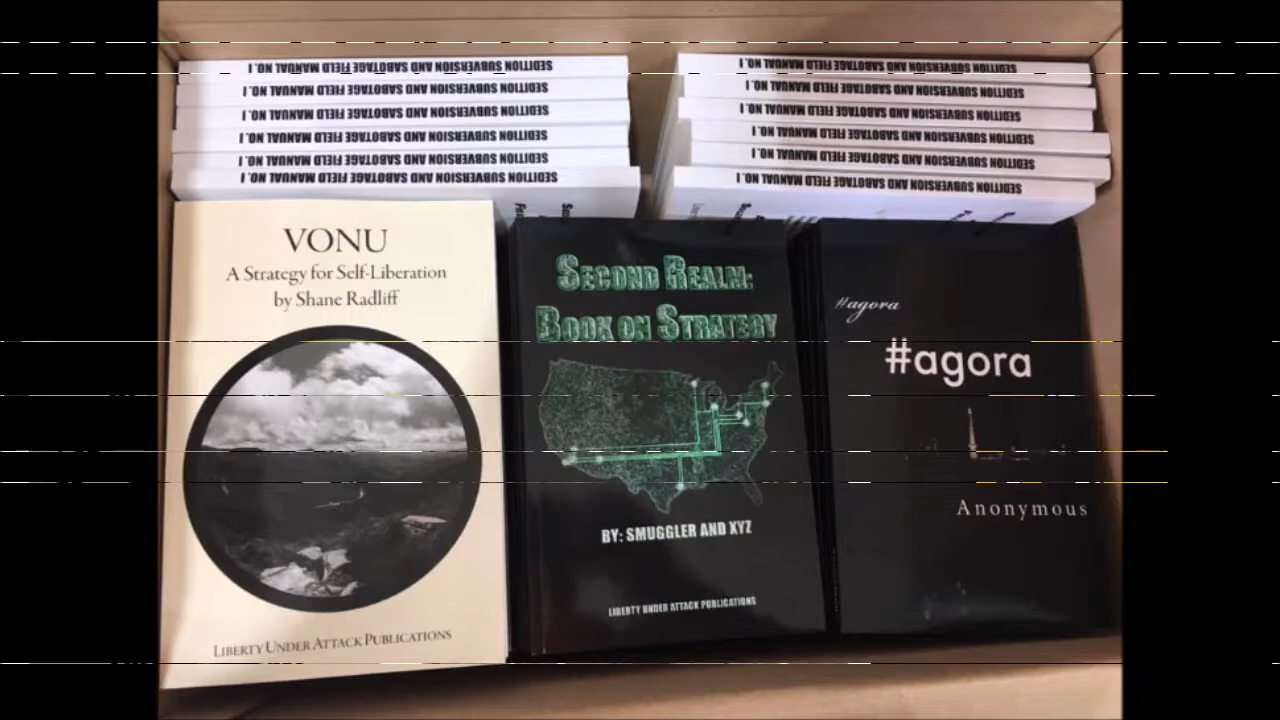 SEDITION SUBVERSION AND SABOTAGE FIELD MANUAL NO. 1
SEDITION SUBVERSION AND SABOTAGE FIELD MANUAL NO. 1
SEDITION SUBVERSION AND SABOTAGE FIELD MANUAL NO. 1
SEDITION SUBVERSION AND SABOTAGE FIELD MANUAL NO. 1
SEDITION SUBVERSION AND SABOTAGE FIELD MANUAL NO. 1
SEDITION SUBVERSION AND SABOTAGE FIELD MANUAL NO. 1
SEDITION SUBVERSION AND SABOTAGE FIELD MANUAL NO. 1
SEDITION SUBVERSION AND SABOTAGE FIELD MANUAL NO. 1
SEDITION SUBVERSION AND SABOTAGE FIELD MANUAL NO. 1
SEDITION SUBVERSION AND SABOTAGE FIELD MANUAL NO. 1
SEDITION SUBVERSION AND SABOTAGE FIELD MANUAL NO. 1
SEDITION SUBVERSION AND SABOTAGE FIELD MANUAL NO. 1
VONU
A Strategy for Self-Liberation
by Shane Radliff
LIBERTY UNDER ATTACK PUBLICATIONS
SECOND REALM:
BOOK ON STRATEGY
BY: SMUGGLER AND XYZ
LIBERTY UNDER ATTACK PUBLICATIONS
#agora
#agora
Anonymous